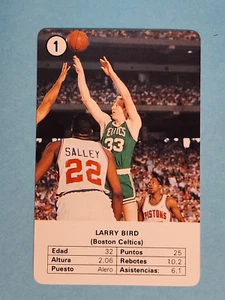 1
CELTICS
33
SALLEY
22
PISTONS
LARRY BIRD
(Boston Celtics)
Edad 32 Puntos 25
Altura 2.06 Rebotes 10.2
Puesto Alero Asistencias: 6.1